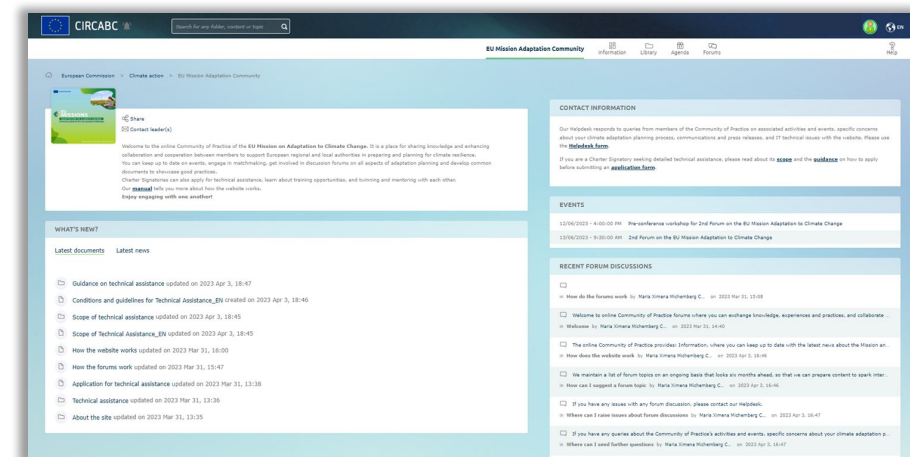 CIRCABC
Search for any folder, content or topic
EN
EU Mission Adaptation Community
Information
Library
Agenda
Forums
Help
European Commission > Climate action > EU Mission Adaptation Community
Share
Contact leader(s)
Welcome to the online Community of Practice of the EU Mission on Adaptation to Climate Change. It is a place for sharing knowledge and enhancing
collaboration and cooperation between members to support European regional and local authorities in preparing and planning for climate resilience.
You can keep up to date on events, engage in matchmaking, get involved in discussion forums on all aspects of adaptation planning and develop common
documents to showcase good practices.
Charter Signatories can also apply for technical assistance, learn about training opportunities, and twinning and mentoring with each other.
Our manual tells you more about how the website works.
Enjoy engaging with one another!
WHAT'S NEW?
Latest documents Latest news
Guidance on technical assistance updated on 2023 Apr 3, 18:47
Conditions and guidelines for Technical Assistance_EN created on 2023 Apr 3, 18:46
Scope of technical assistance updated on 2023 Apr 3, 18:45
Scope of Technical Assistance_EN updated on 2023 Apr 3, 18:45
How the website works updated on 2023 Mar 31, 16:00
How the forums work updated on 2023 Mar 31, 15:47
Application for technical assistance updated on 2023 Mar 31, 13:38
Technical assistance updated on 2023 Mar 31, 13:36
About the site updated on 2023 Mar 31, 13:35
CONTACT INFORMATION
Our Helpdesk responds to queries from members of the Community of Practice on associated activities and events, specific concerns
about your climate adaptation planning process, communications and press releases, and IT technical issues with the website. Please use
the Helpdesk form.
If you are a Charter Signatory seeking detailed technical assistance, please read about its scope and the guidance on how to apply
before submitting an application form.
EVENTS
12/06/2023 - 4:00:00 PM Pre-conference workshop for 2nd Forum on the EU Mission Adaptation to Climate Change
13/06/2023 - 9:30:00 AM 2nd Forum on the EU Mission Adaptation to Climate Change
RECENT FORUM DISCUSSIONS
in How do the forums work by Maria Ximena Michemberg C... on 2023 Mar 31, 15:08
Welcome to online Community of Practice forums where you can exchange knowledge, experiences and practices, and collaborate ...
in Welcome by Maria Ximena Michemberg C... on 2023 Mar 31, 14:40
The online Community of Practice provides: Information, where you can keep up to date with the latest news about the Mission an...
in How does the website work by Maria Ximena Michemberg C... on 2023 Apr 3, 16:46
We maintain a list of forum topics on an ongoing basis that looks six months ahead, so that we can prepare content to spark inter...
in How can I suggest a forum topic by Maria Ximena Michemberg C... on 2023 Apr 3, 16:46
If you have any issues with any forum discussion, please contact our Helpdesk.
in Where can I raise issues about forum discussions by Maria Ximena Michemberg C... on 2023 Apr 3, 16:47
If you have any queries about the Community of Practice's activities and events, specific concerns about your climate adaptation p...
in Where can I send further questions by Maria Ximena Michemberg C... on 2023 Apr 3, 16:47